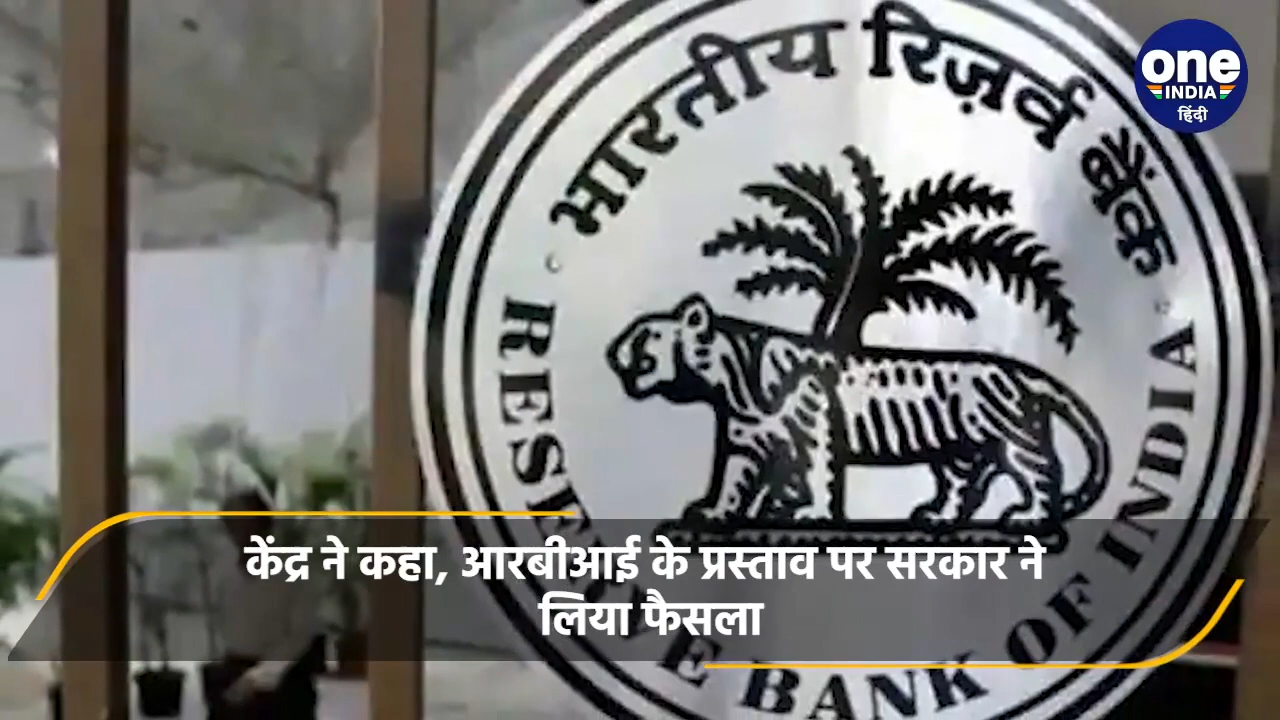 भारतीय रिज़र्व बैंक
RESERVE BANK OF INDIA
one
INDIA
हिंदी
केंद्र ने कहा, आरबीआई के प्रस्ताव पर सरकार ने
लिया फैसला